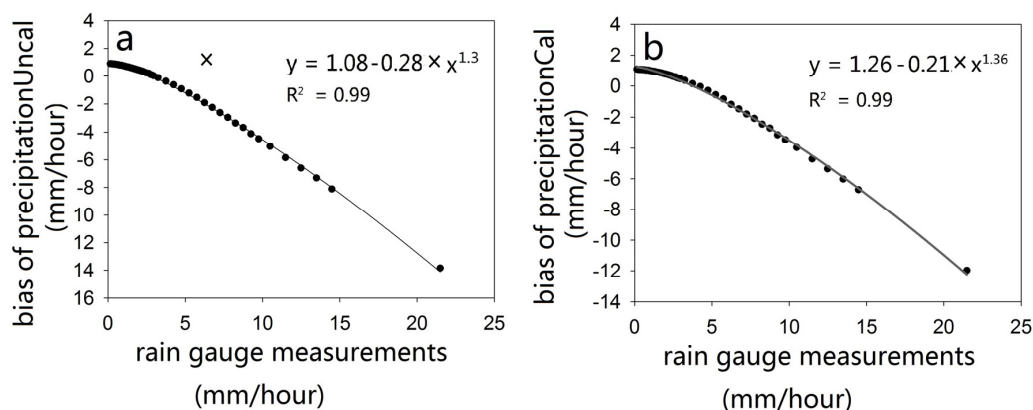 a
y = 1.08-0.28×x^1.3
R² = 0.99
×
4
2
0
-2
-4
-6
-8
10
12
14
16
0 5 10 15 20 25
bias of precipitationUncal
(mm/hour)
rain gauge measurements
(mm/hour)
b
y = 1.26-0.21×x^1.36
R² = 0.99
4
2
0
-2
-4
-6
-8
-10
-12
-14
0 5 10 15 20 25
bias of precipitationCal
(mm/hour)
rain gauge measurements
(mm/hour)